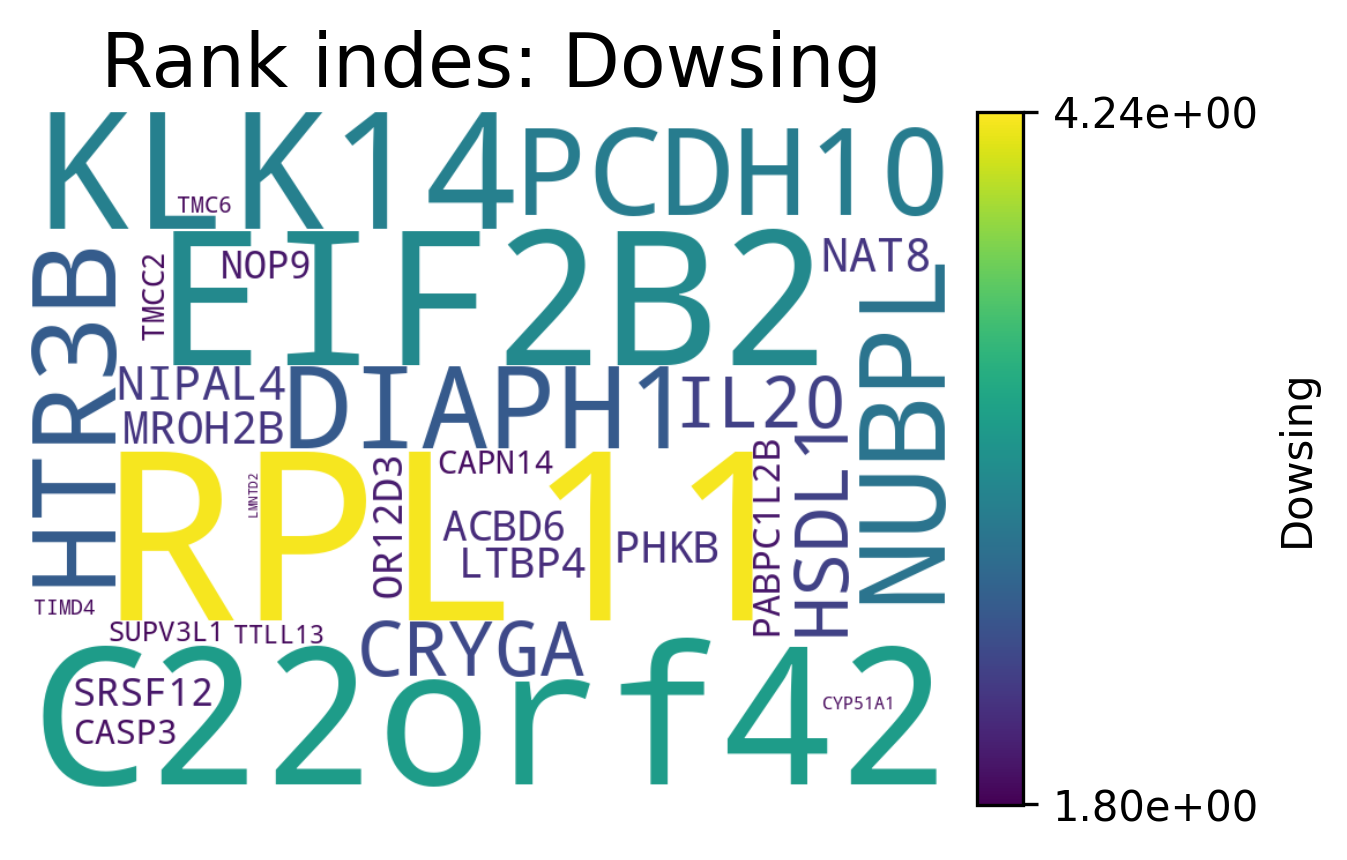 Rank indes: Dowsing
KLK14
PCDH10
TMC6
EIF2B2
NOP9
TMCC2
NAT8
HTR3B
NUBPL
NIPAL4
MROH2B
DIAPH1
IL20
RPL11
LMNTD2
OR12D3
CAPN14
ACBD6
LTBP4
PHKB
PABPC1L2B
HSDL1
TIMD4
SUPV3L1
TTLL13
CRYGA
C22orf42
SRSF12
CASP3
CYP51A1
4.24e+00
1.80e+00
Dowsing